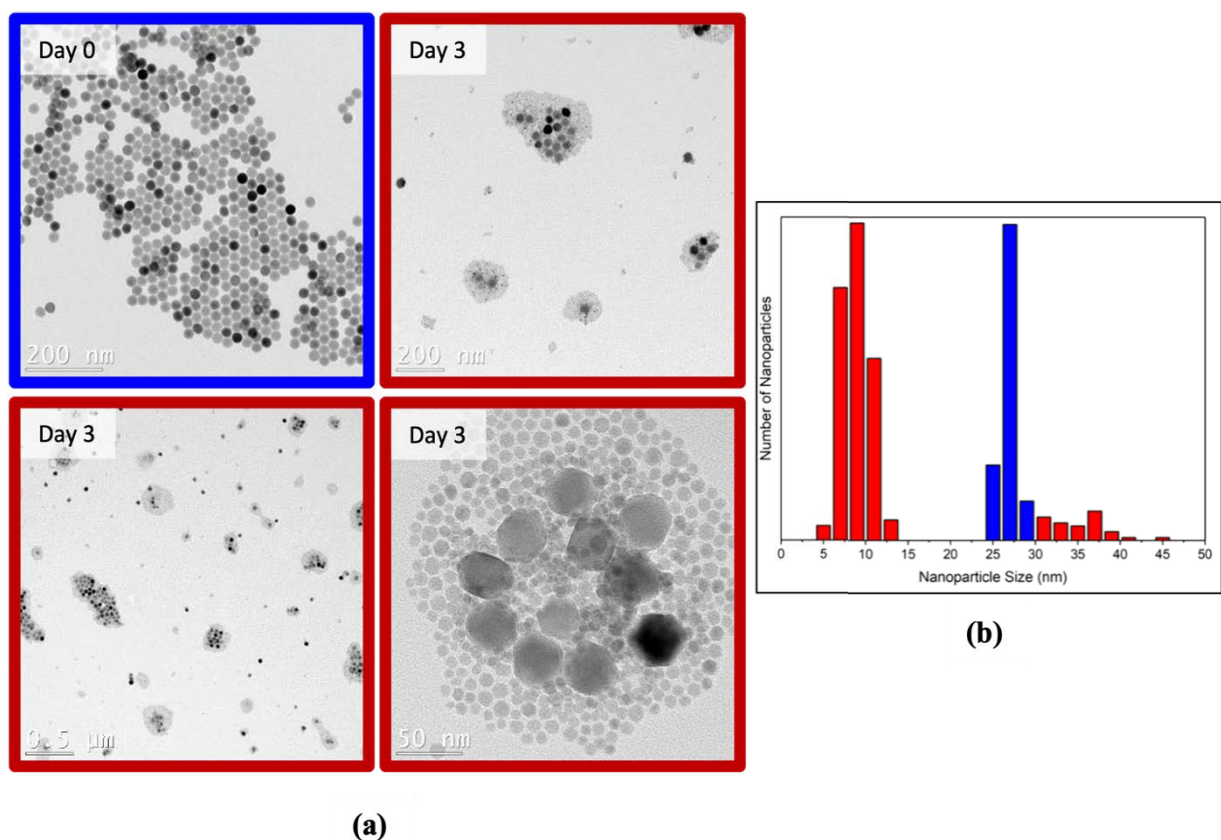 Day 0
200 nm
Day 3
200 nm
Day 3
0.5 µm
Day 3
50 nm
(a)
Number of Nanoparticles
0 5 10 15 20 25 30 35 40 45 50
Nanoparticle Size (nm)
(b)